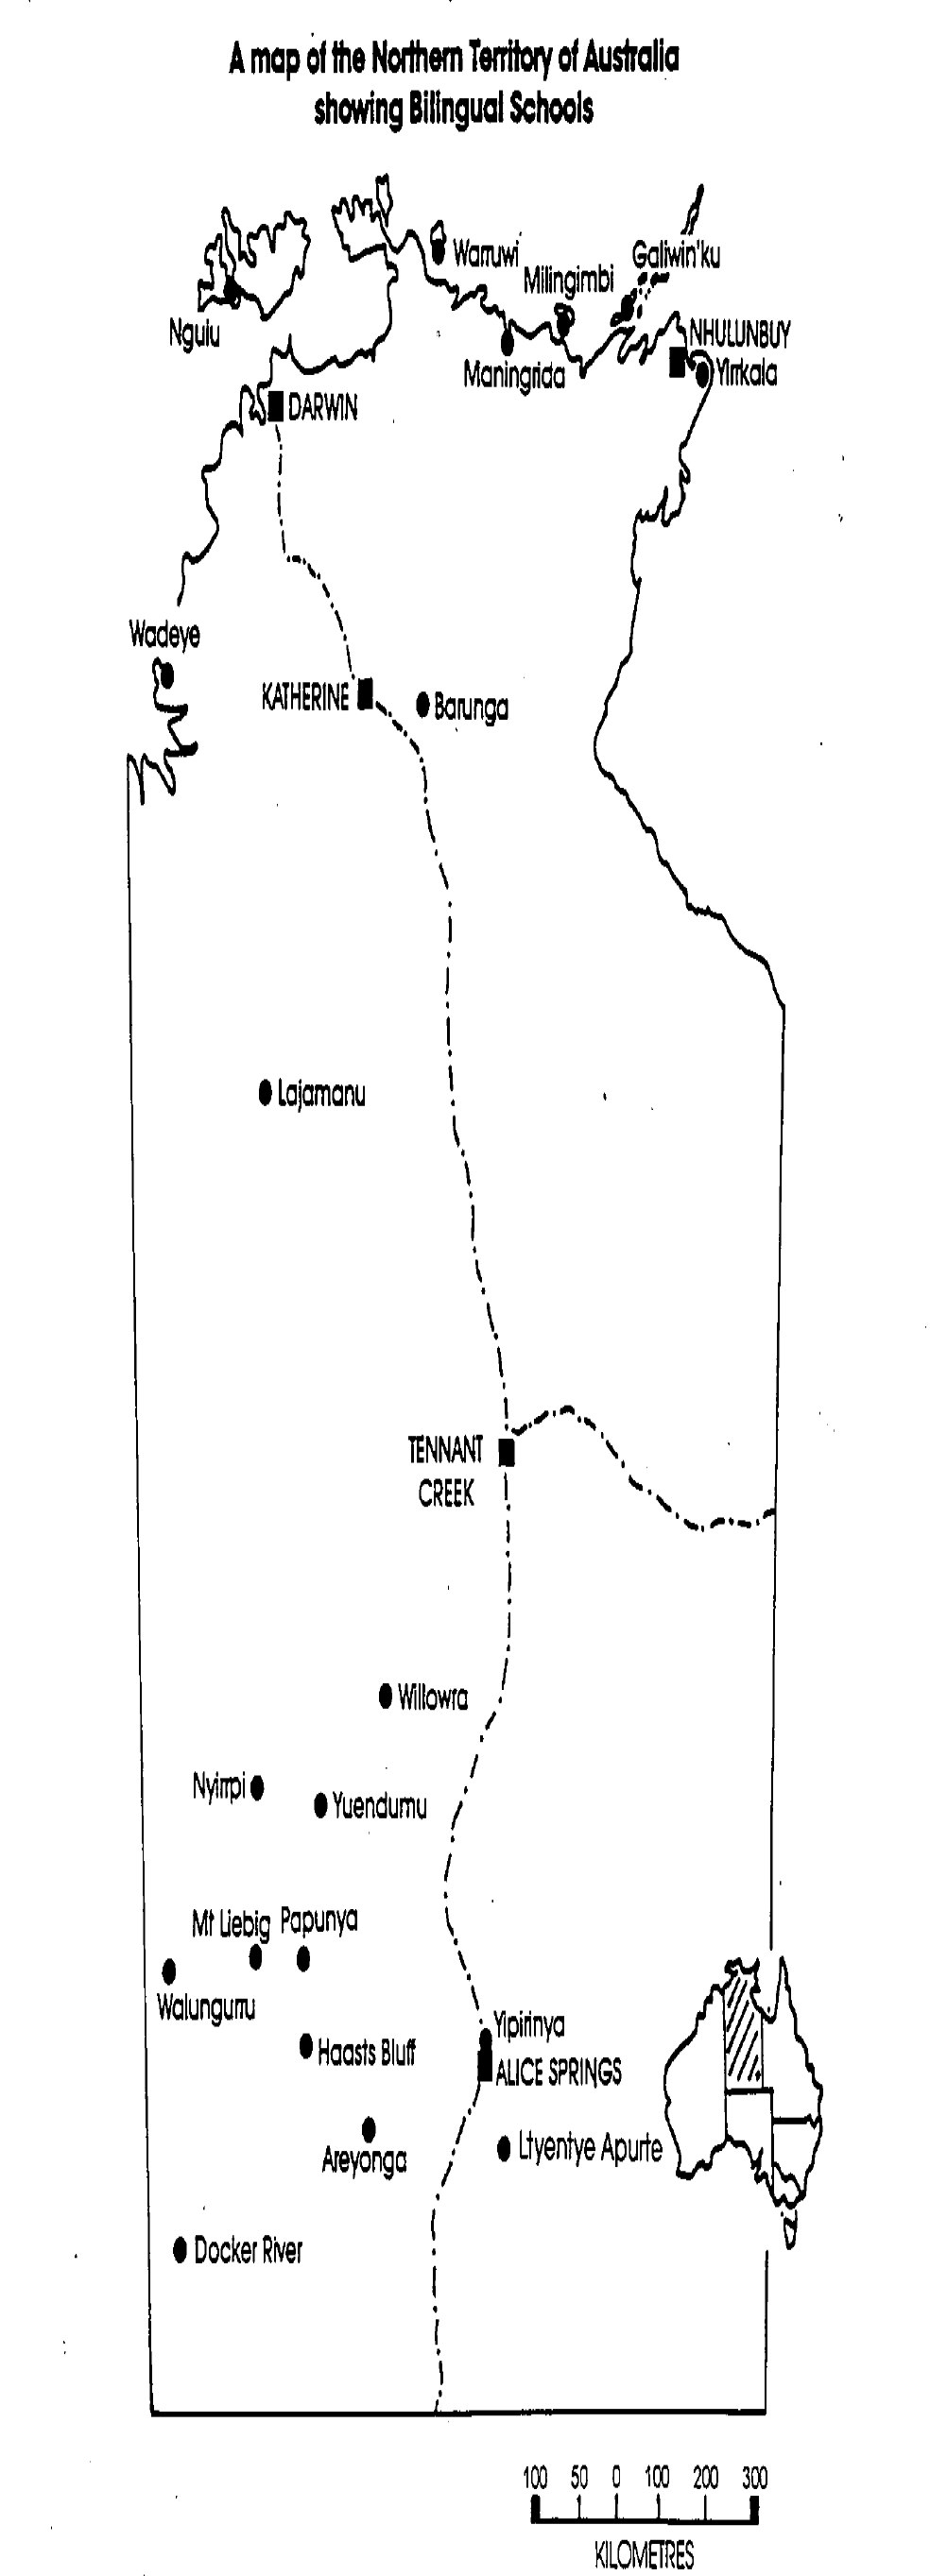 A map of the Northern Territory of Australia
showing Bilingual Schools
Warruwi
Galiwin'ku
Milingimbi
Nguiu
NHULUNBUY
Maningrida
Yirrkala
DARWIN
Wadeye
KATHERINE
Barunga
Lajamanu
TENNANT
CREEK
Willowra
Nyirrpi
Yuendumu
Mt Liebig
Papunya
Walungurru
Yipirinya
Haasts Bluff
ALICE SPRINGS
Areyonga
Ltyentye Apurte
Docker River
100 50 0 100 200 300
KILOMETRES